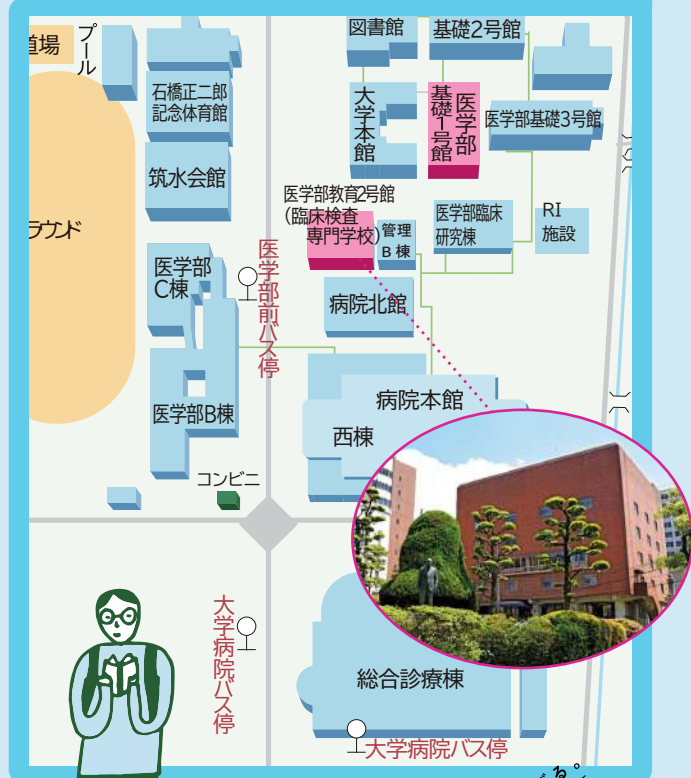 道場
プール
石橋正二郎
記念体育館
筑水会館
ラウンド
図書館
基礎2号館
大学本館
医学部
基礎1号館
医学部基礎3号館
医学部教育2号館
(臨床検査
専門学校)
管理
B棟
医学部臨床
研究棟
RI
施設
医学部
C棟
医学部前バス停
病院北館
医学部B棟
病院本館
西棟
コンビニ
大学病院バス停
総合診療棟
大学病院バス停
る。